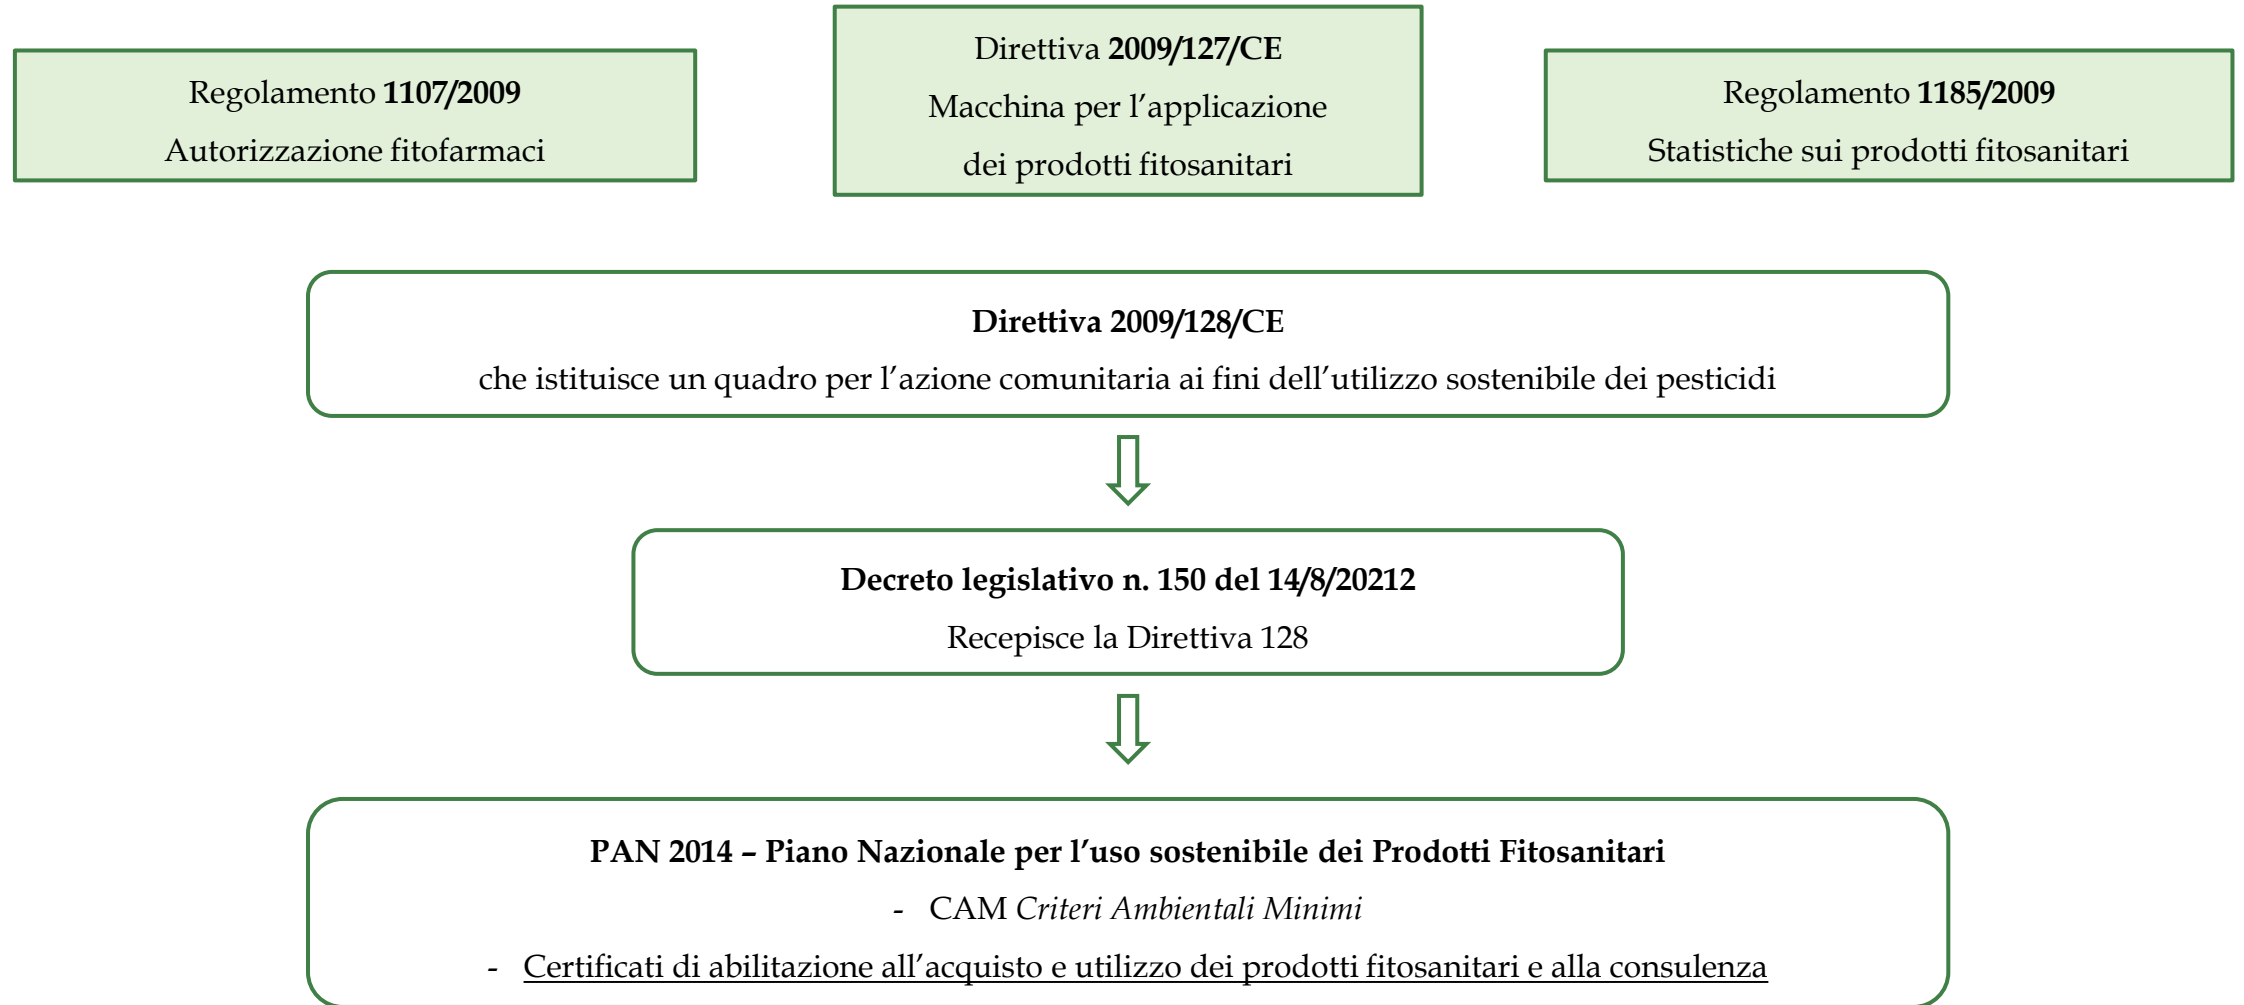 Regolamento 1107/2009
Autorizzazione fitofarmaci
Direttiva 2009/127/CE
Macchina per l’applicazione
dei prodotti fitosanitari
Regolamento 1185/2009
Statistiche sui prodotti fitosanitari
Direttiva 2009/128/CE
che istituisce un quadro per l’azione comunitaria ai fini dell’utilizzo sostenibile dei pesticidi
Decreto legislativo n. 150 del 14/8/20212
Recepisce la Direttiva 128
PAN 2014 – Piano Nazionale per l’uso sostenibile dei Prodotti Fitosanitari
- CAM Criteri Ambientali Minimi
- Certificati di abilitazione all’acquisto e utilizzo dei prodotti fitosanitari e alla consulenza